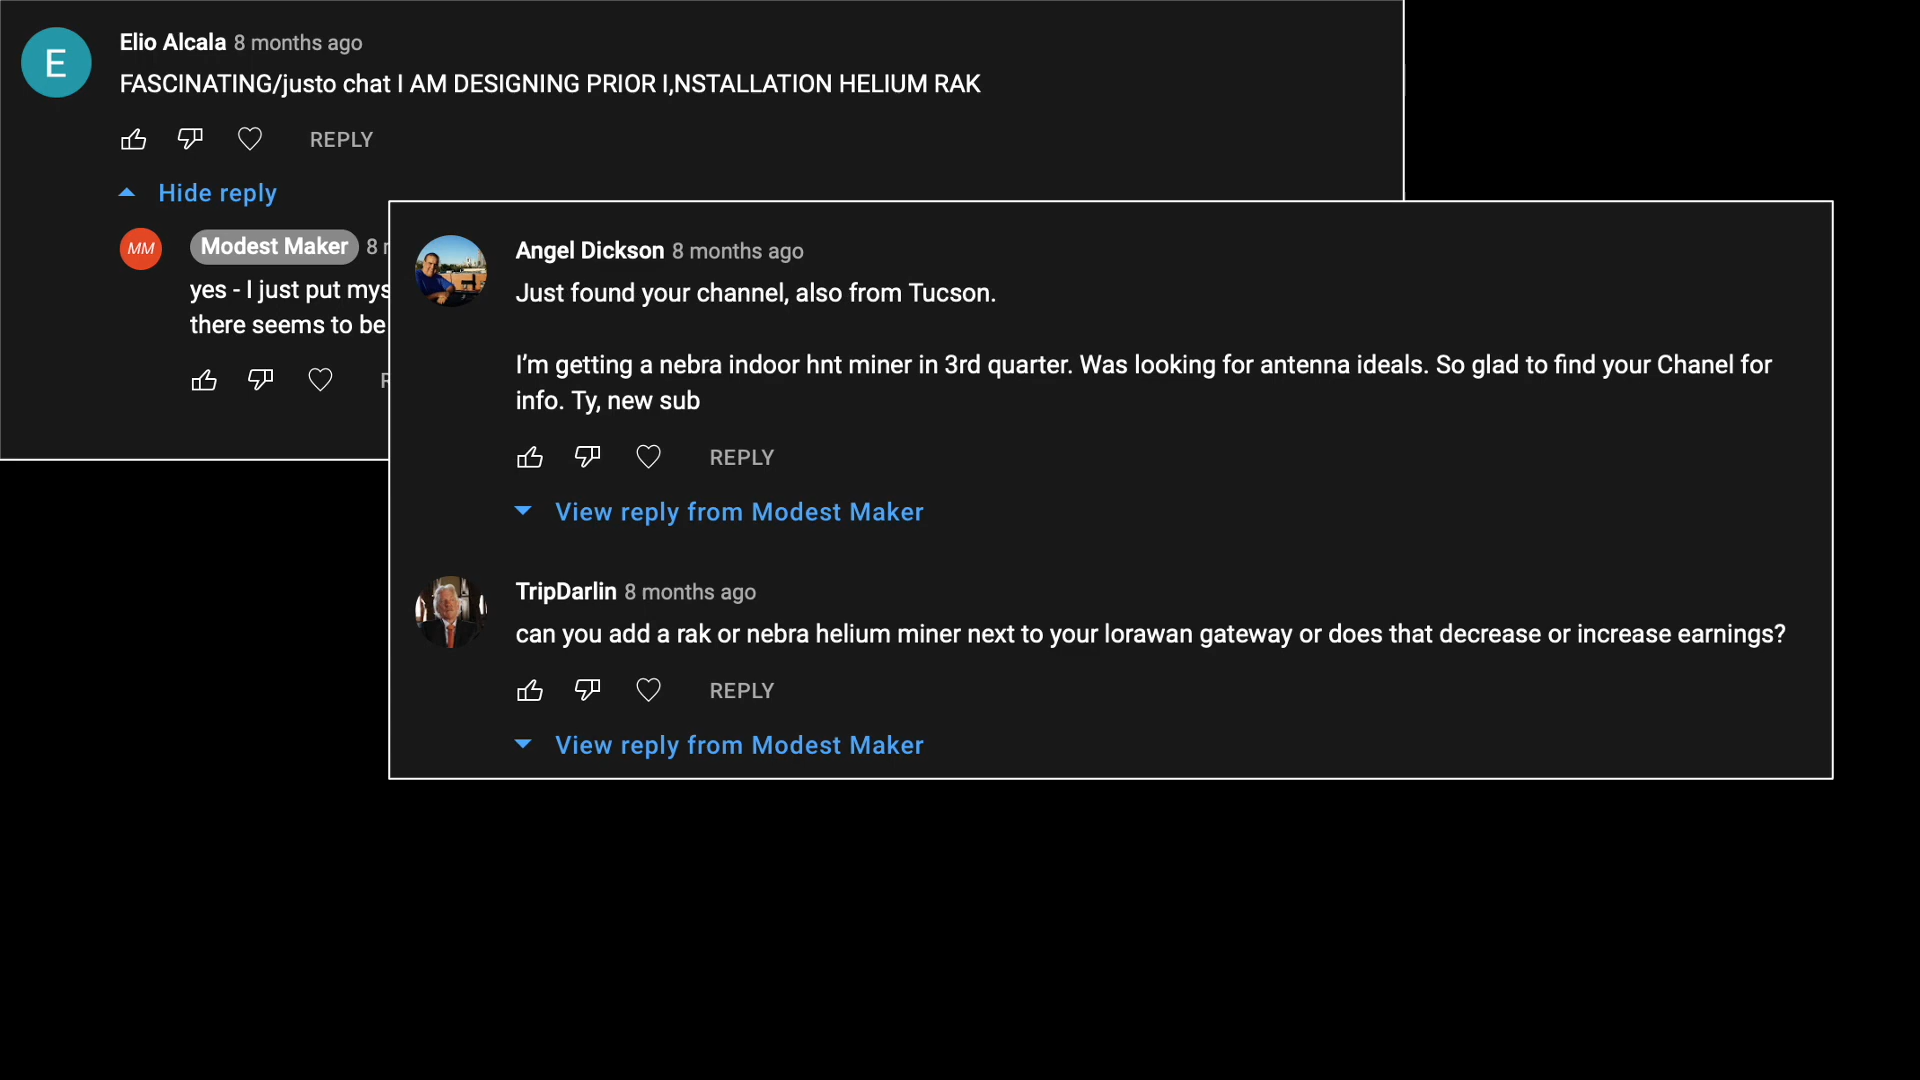 E
Elio Alcala 8 months ago
FASCINATING/justo chat I AM DESIGNING PRIOR I,NSTALLATION HELIUM RAK
REPLY
Hide reply
MM
Modest Maker 8
yes - I just put
there seems to be
Angel Dickson 8 months ago
Just found your channel, also from Tucson.
I’m getting a nebra indoor hnt miner in 3rd quarter. Was looking for antenna ideals. So glad to find your Chanel for
info. Ty, new sub
REPLY
View reply from Modest Maker
TripDarlin 8 months ago
can you add a rak or nebra helium miner next to your lorawan gateway or does that decrease or increase earnings?
REPLY
View reply from Modest Maker